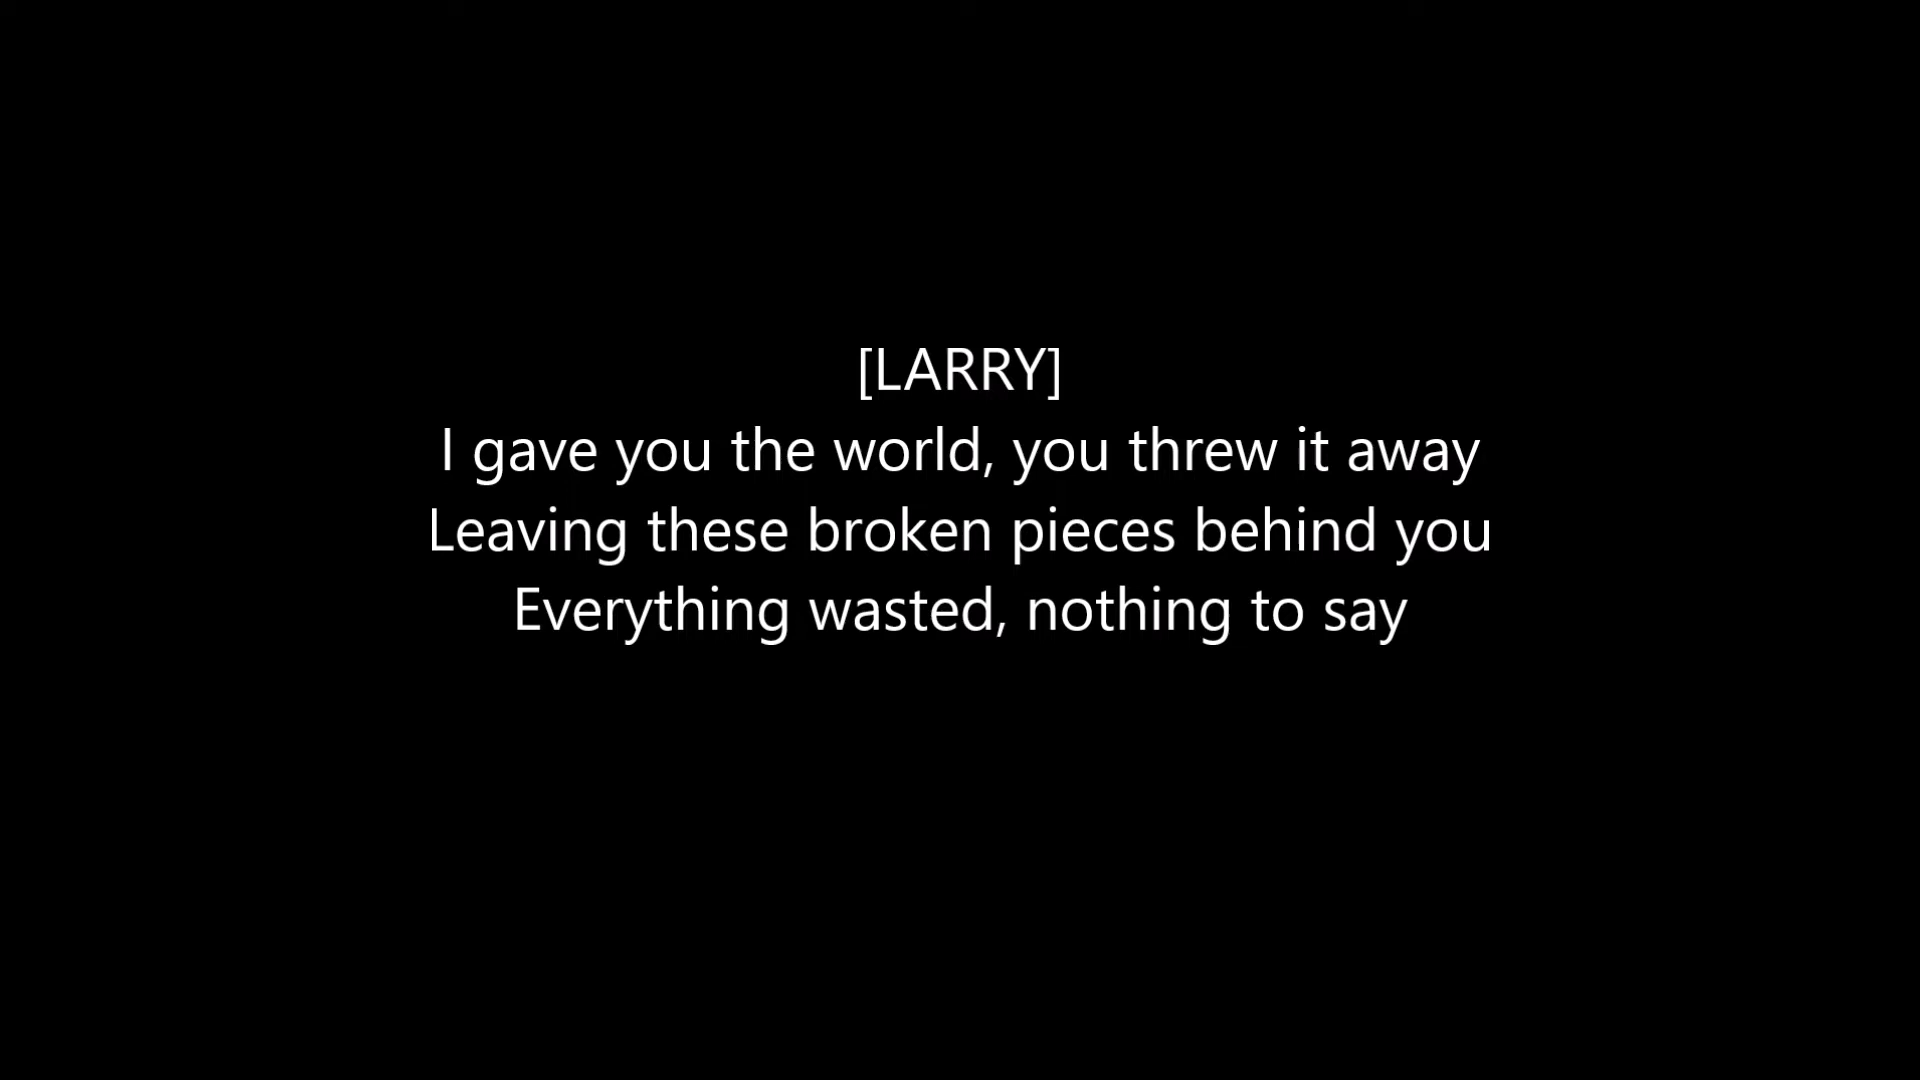 [LARRY]
I gave you the world, you threw it away
Leaving these broken pieces behind you
Everything wasted, nothing to say